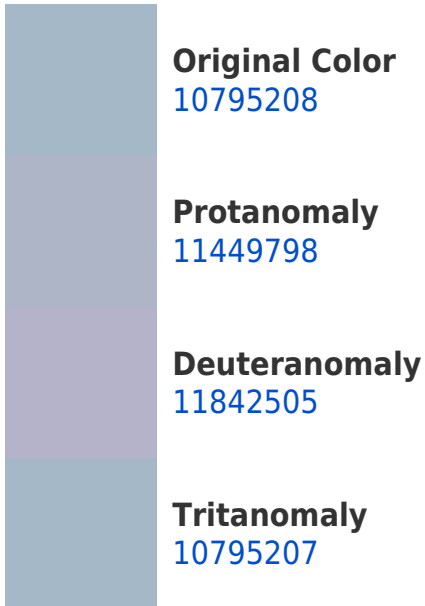 Original Color
10795208
Protanomaly
11449798
Deuteranomaly
11842505
Tritanomaly
10795207